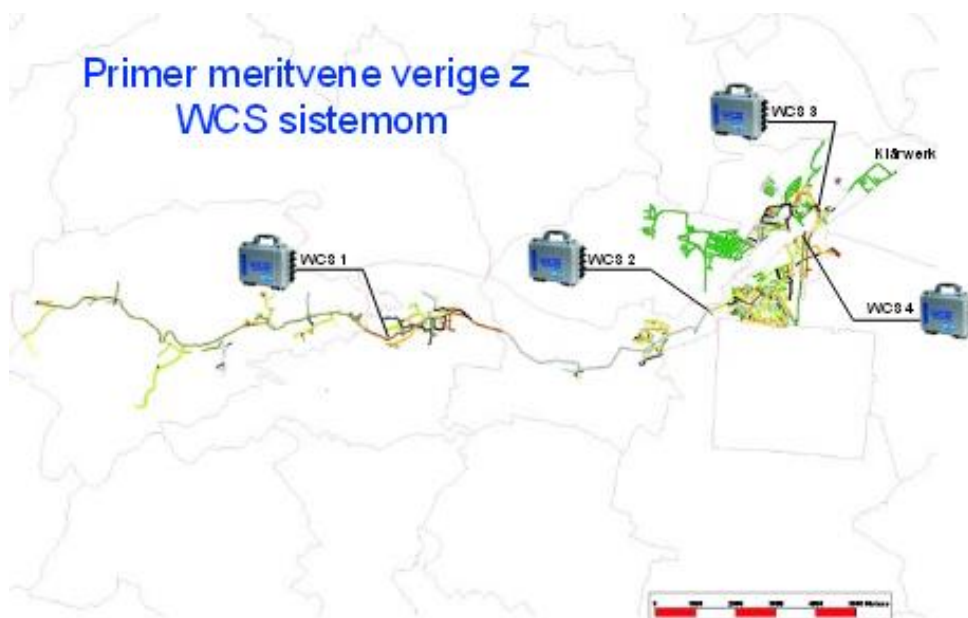 Primer meritvene verige z
WCS sistemom
WCS 3
Klärwerk
WCS 1
WCS 2
WCS 4